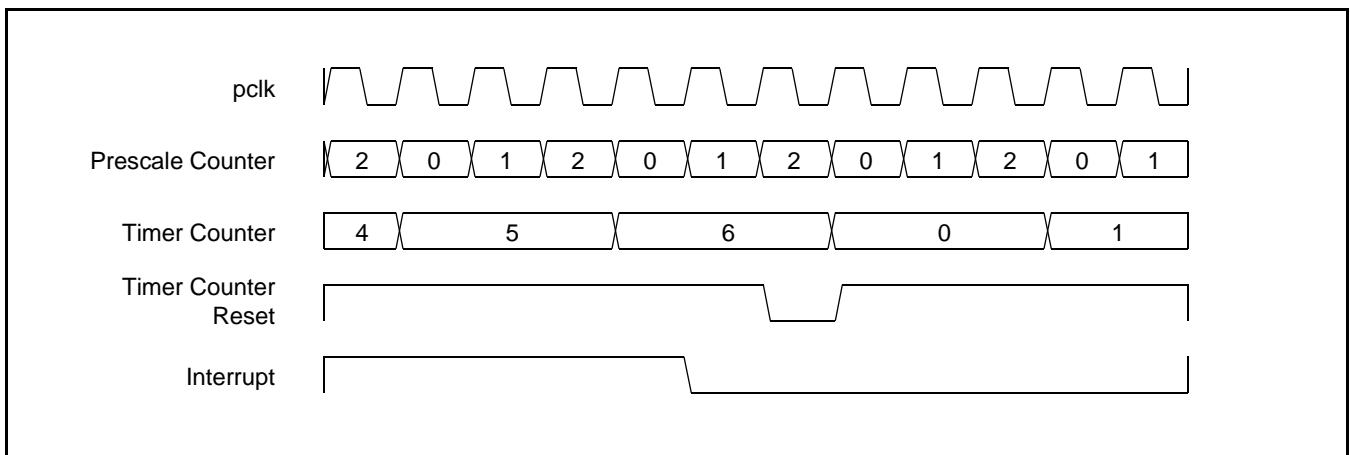 pclk
Prescale Counter 2 0 1 2 0 1 2 0 1 2 0 1
Timer Counter 4 5 6 0 1
Timer Counter
Reset
Interrupt